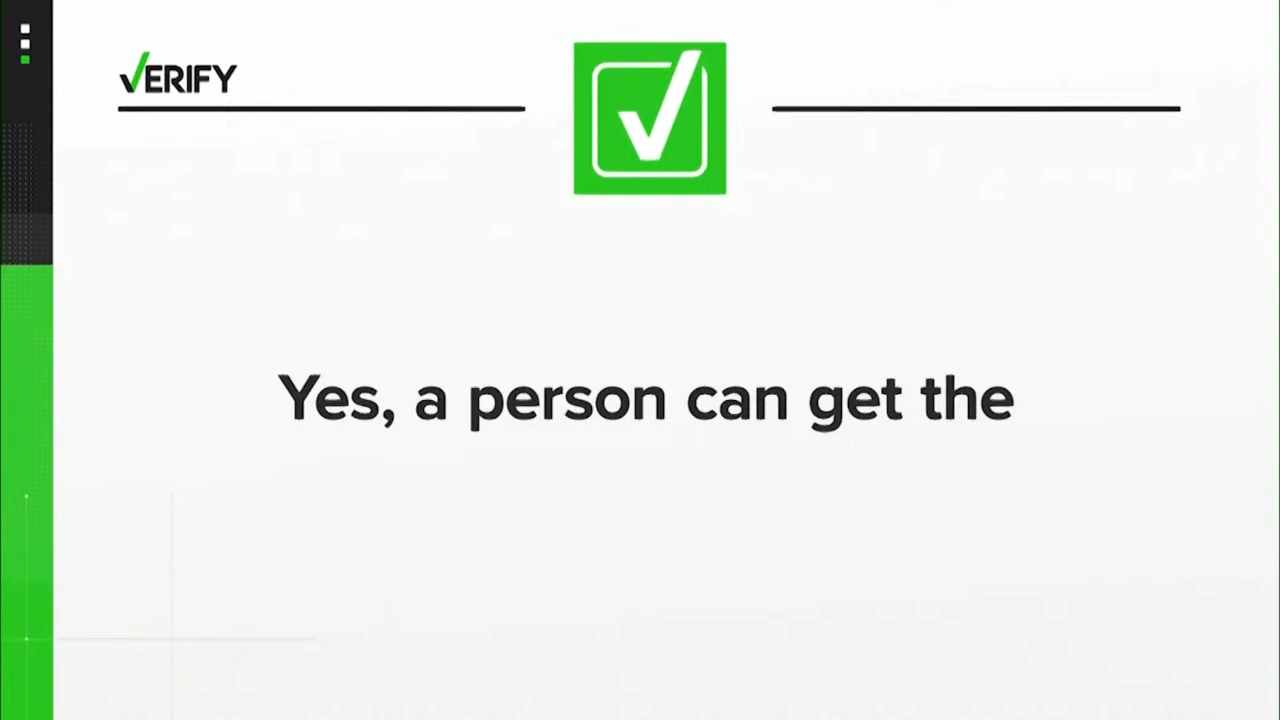 VERIFY
Yes, a person can get the